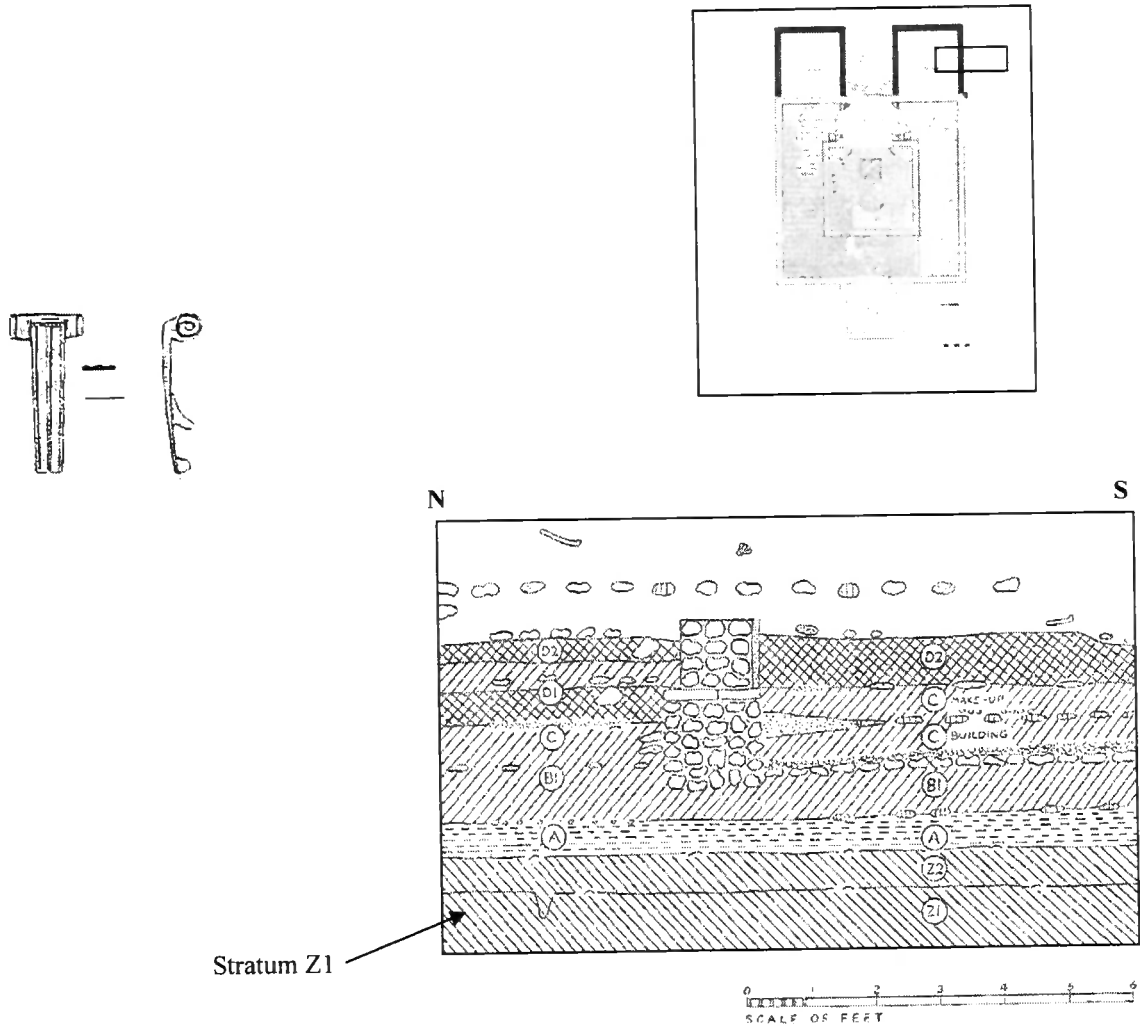 N S
D2 D2
D1
C MAKE-UP
C C BUILDING
B1 B1
A A
Z2
Z1
Stratum Z1
0 1 2 3 4 5 6
SCALE OF FEET